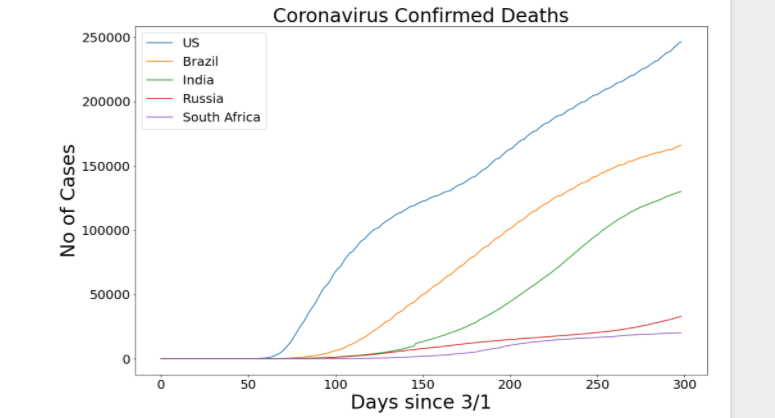 Coronavirus Confirmed Deaths
250000
200000
150000
100000
50000
0
US
Brazil
India
Russia
South Africa
No of Cases
0 50 100 150 200 250 300
Days since 3/1